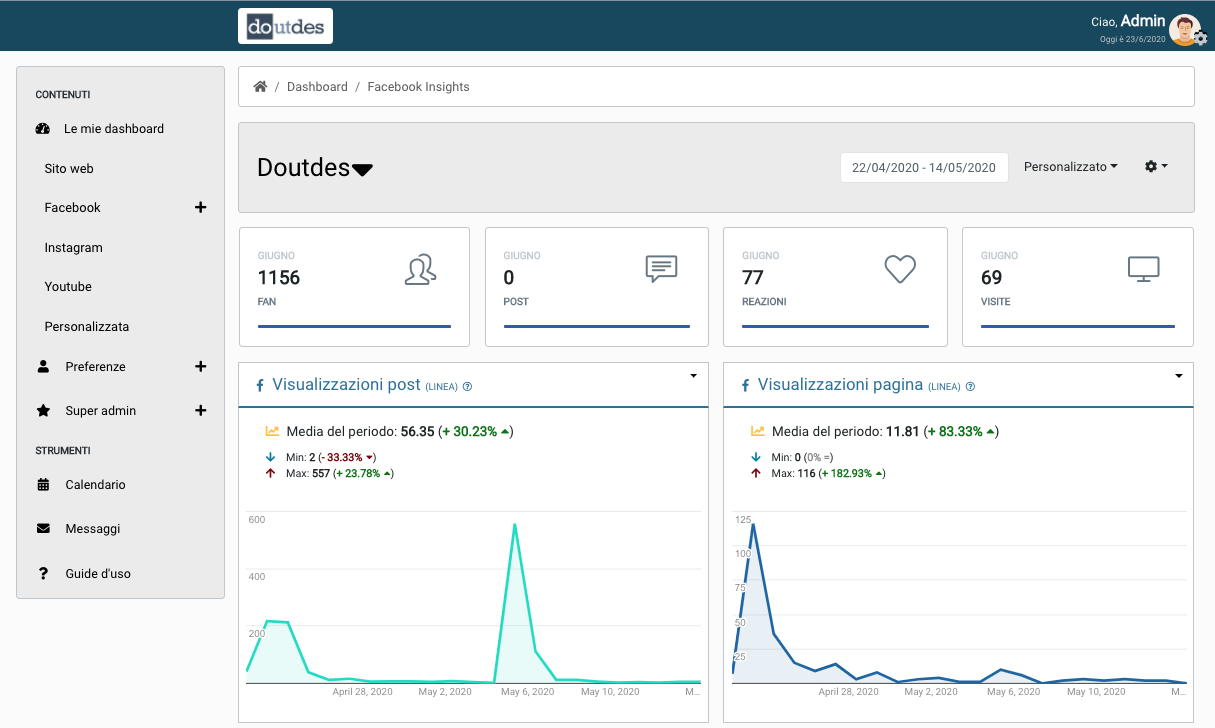 doutdes
Ciao, Admin
Oggi è 23/6/2020
CONTENUTI
Le mie dashboard
Sito web
Facebook
Instagram
Youtube
Personalizzata
Preferenze
Super admin
STRUMENTI
Calendario
Messaggi
Guide d'uso
/ Dashboard / Facebook Insights
Doutdes
22/04/2020 - 14/05/2020
Personalizzato
GIUGNO
1156
FAN
GIUGNO
0
POST
GIUGNO
77
REAZIONI
GIUGNO
69
VISITE
Visualizzazioni post (LINEA)
Media del periodo: 56.35 (+ 30.23%)
Min: 2 (- 33.33%)
Max: 557 (+ 23.78%)
600
400
200
April 28, 2020 May 2, 2020 May 6, 2020 May 10, 2020 M...
Visualizzazioni pagina (LINEA)
Media del periodo: 11.81 (+ 83.33%)
Min: 0 (0% =)
Max: 116 (+ 182.93%)
125
100
75
50
25
April 28, 2020 May 2, 2020 May 6, 2020 May 10, 2020 M...